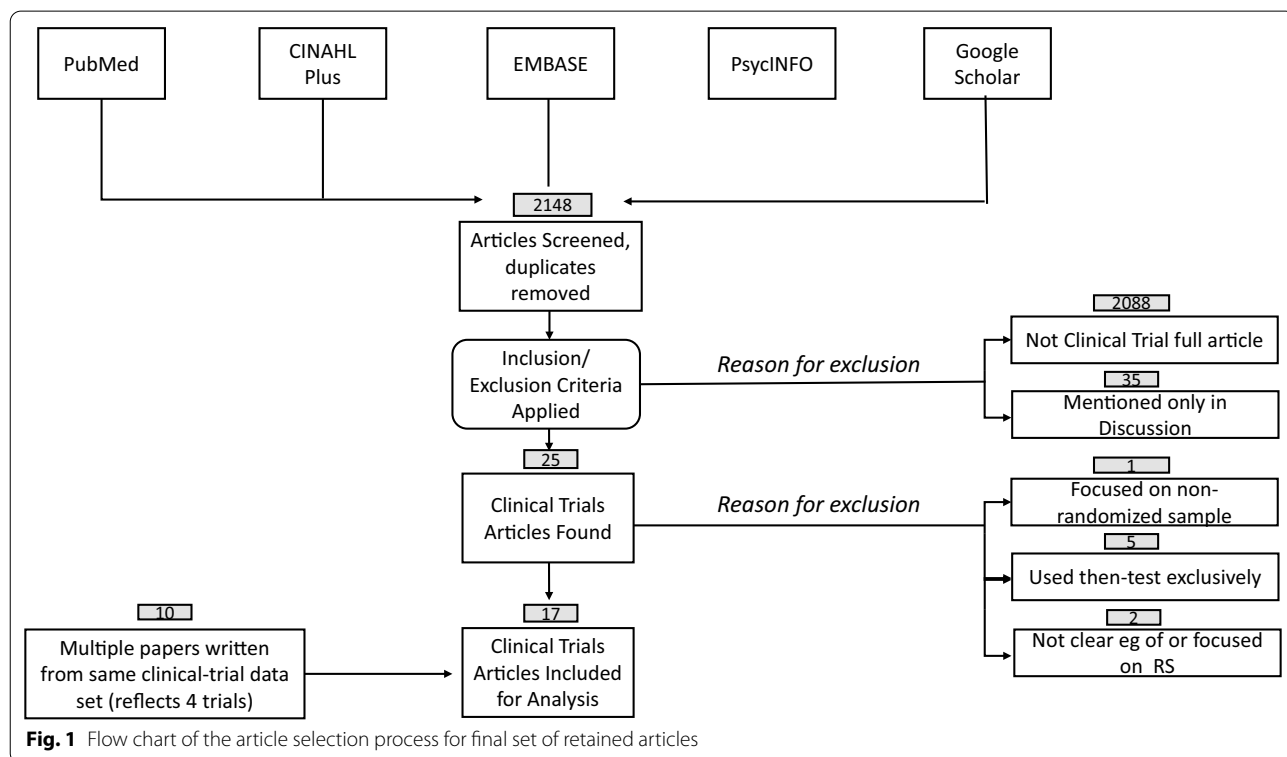 PubMed
CINAHL
Plus
EMBASE
PsycINFO
Google
Scholar
2148
Articles Screened,
duplicates
removed
2088
Not Clinical Trial full article
Inclusion/
Exclusion Criteria
Applied
Reason for exclusion
35
Mentioned only in
Discussion
25
Clinical Trials
Articles Found
Reason for exclusion
1
Focused on non-
randomized sample
5
Used then-test exclusively
2
Not clear eg of or focused
on RS
10
Multiple papers written
from same clinical-trial data
set (reflects 4 trials)
17
Clinical Trials
Articles Included
for Analysis
Fig. 1 Flow chart of the article selection process for final set of retained articles